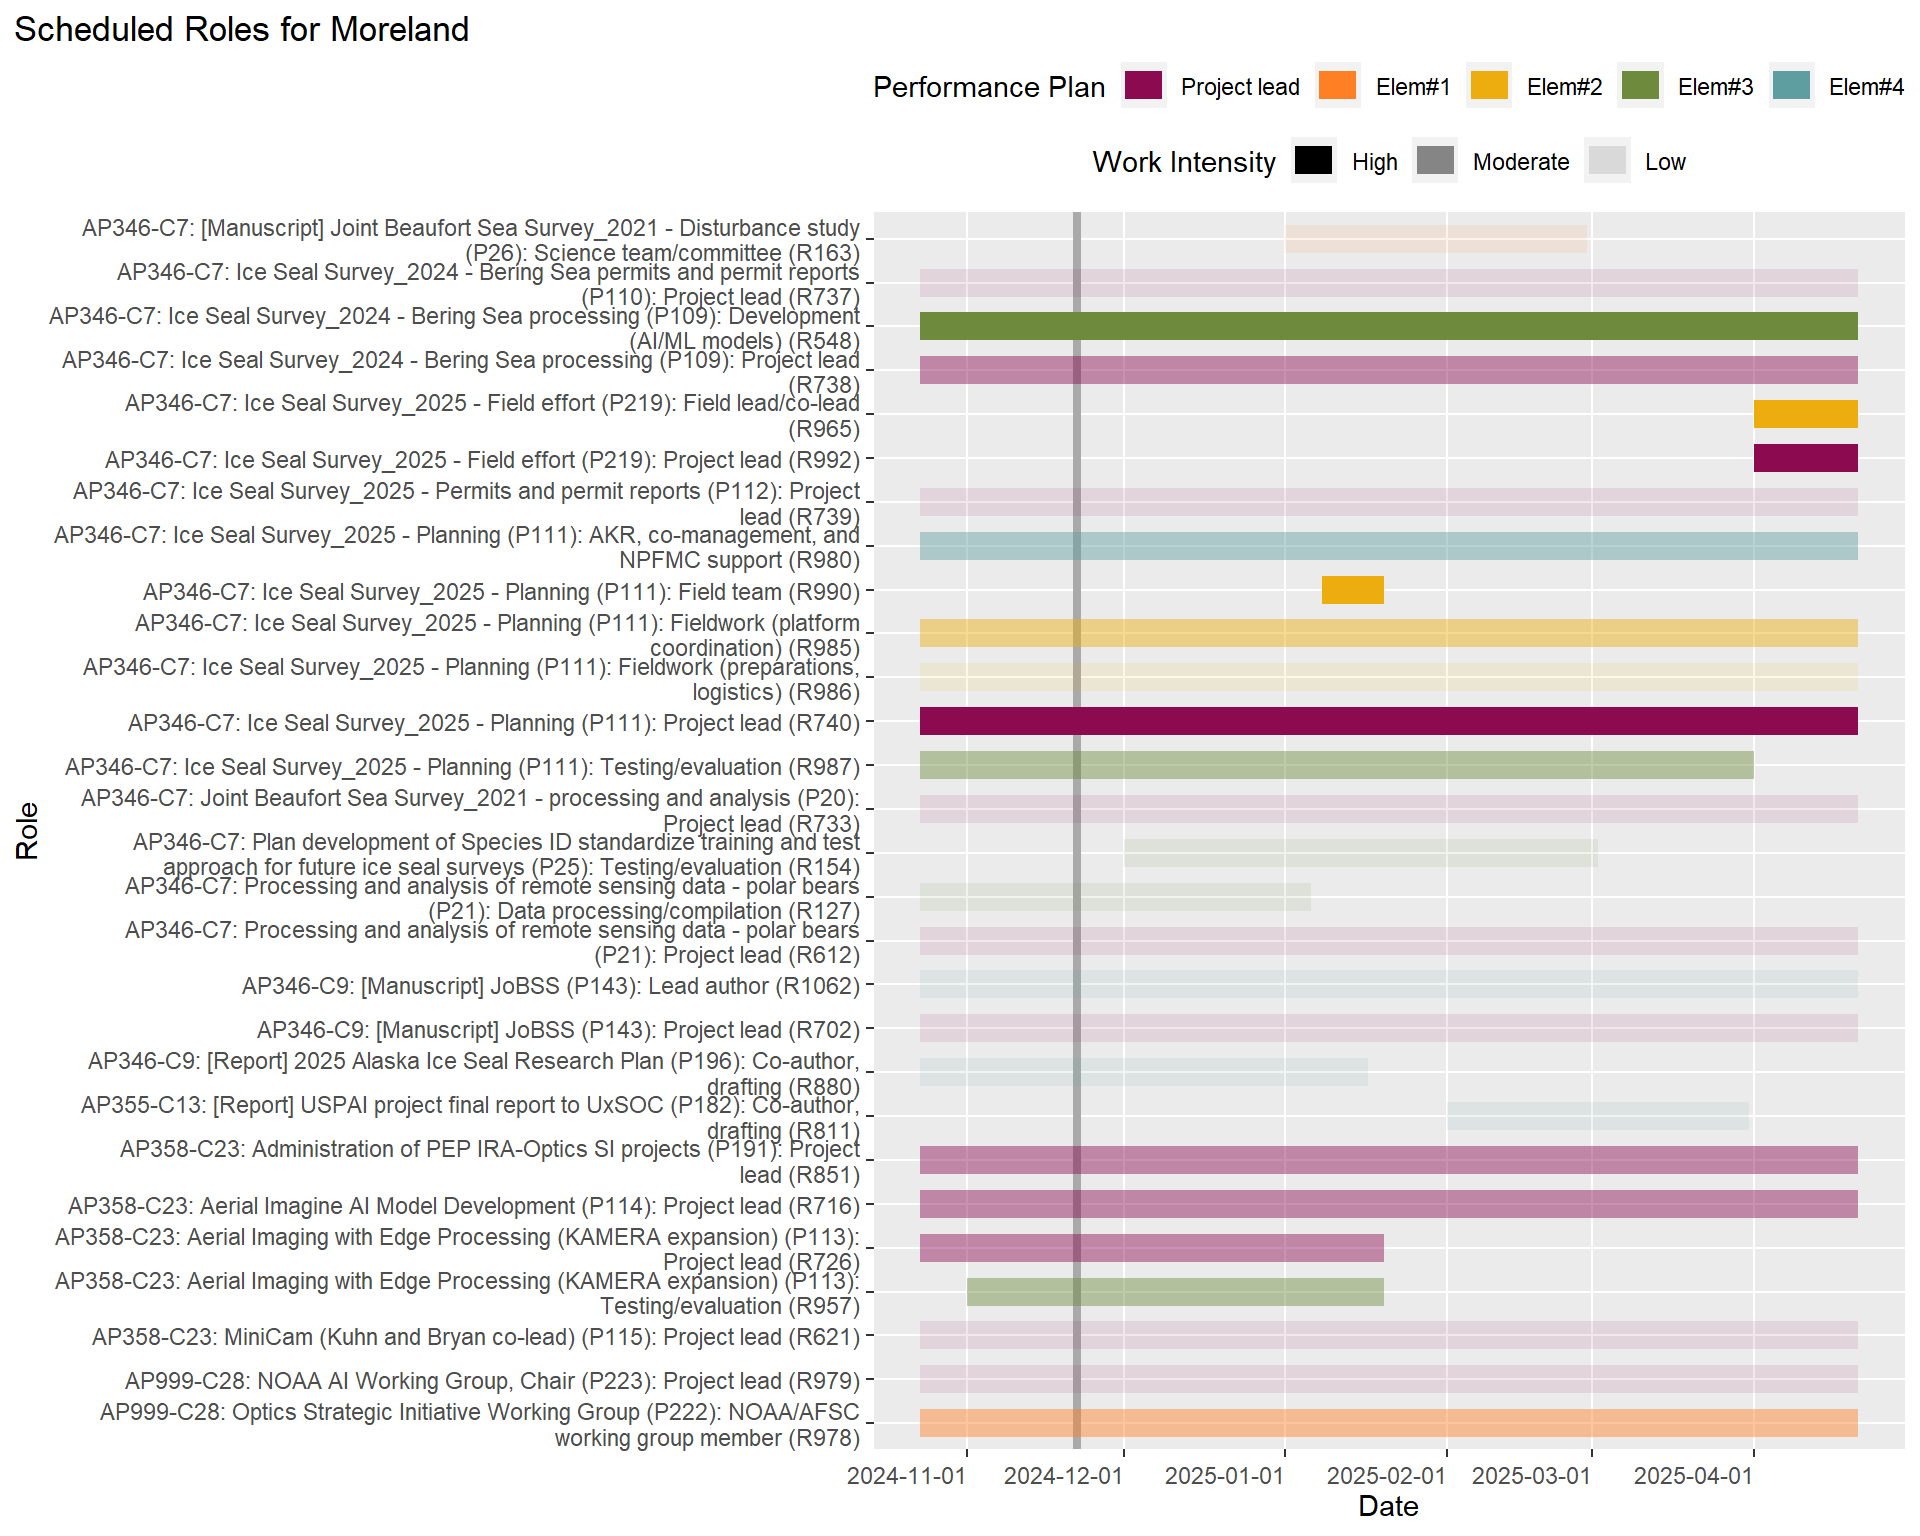 Scheduled Roles for Moreland
Performance Plan Project lead Elem#1 Elem#2 Elem#3 Elem#4
Work Intensity High Moderate Low
AP346-C7: [Manuscript] Joint Beaufort Sea Survey_2021 - Disturbance study
(P26): Science team/committee (R163)
AP346-C7: Ice Seal Survey_2024 - Bering Sea permits and permit reports
(P110): Project lead (R737)
AP346-C7: Ice Seal Survey_2024 - Bering Sea processing (P109): Development
(AI/ML models) (R548)
AP346-C7: Ice Seal Survey_2024 - Bering Sea processing (P109): Project lead
(R738)
AP346-C7: Ice Seal Survey_2025 - Field effort (P219): Field lead/co-lead
(R965)
AP346-C7: Ice Seal Survey_2025 - Field effort (P219): Project lead (R992)
AP346-C7: Ice Seal Survey_2025 - Permits and permit reports (P112): Project
lead (R739)
AP346-C7: Ice Seal Survey_2025 - Planning (P111): AKR, co-management, and
NPFMC support (R980)
AP346-C7: Ice Seal Survey_2025 - Planning (P111): Field team (R990)
AP346-C7: Ice Seal Survey_2025 - Planning (P111): Fieldwork (platform
coordination) (R985)
AP346-C7: Ice Seal Survey_2025 - Planning (P111): Fieldwork (preparations,
logistics) (R986)
AP346-C7: Ice Seal Survey_2025 - Planning (P111): Project lead (R740)
AP346-C7: Ice Seal Survey_2025 - Planning (P111): Testing/evaluation (R987)
AP346-C7: Joint Beaufort Sea Survey_2021 - processing and analysis (P20):
Project lead (R733)
AP346-C7: Plan development of Species ID standardize training and test
approach for future ice seal surveys (P25): Testing/evaluation (R154)
AP346-C7: Processing and analysis of remote sensing data - polar bears
(P21): Data processing/compilation (R127)
AP346-C7: Processing and analysis of remote sensing data - polar bears
(P21): Project lead (R612)
AP346-C9: [Manuscript] JoBSS (P143): Lead author (R1062)
AP346-C9: [Manuscript] JoBSS (P143): Project lead (R702)
AP346-C9: [Report] 2025 Alaska Ice Seal Research Plan (P196): Co-author,
drafting (R880)
AP355-C13: [Report] USPAI project final report to UxSOC (P182): Co-author,
drafting (R811)
AP358-C23: Administration of PEP IRA-Optics SI projects (P191): Project
lead (R851)
AP358-C23: Aerial Imagine AI Model Development (P114): Project lead (R716)
AP358-C23: Aerial Imaging with Edge Processing (KAMERA expansion) (P113):
Project lead (R726)
AP358-C23: Aerial Imaging with Edge Processing (KAMERA expansion) (P113):
Testing/evaluation (R957)
AP358-C23: MiniCam (Kuhn and Bryan co-lead) (P115): Project lead (R621)
AP999-C28: NOAA AI Working Group, Chair (P223): Project lead (R979)
AP999-C28: Optics Strategic Initiative Working Group (P222): NOAA/AFSC
working group member (R978)
Role
2024-11-01 2024-12-01 2025-01-01 2025-02-01 2025-03-01 2025-04-01
Date